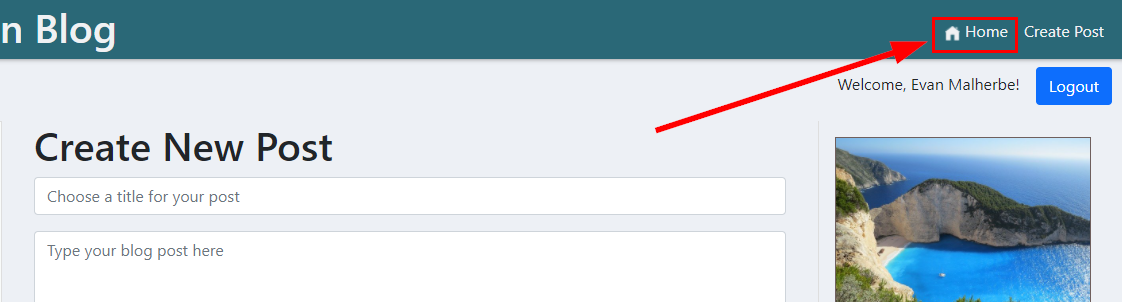 n Blog
Home
Create Post
Welcome, Evan Malherbe!
Logout
Create New Post
Choose a title for your post
Type your blog post here